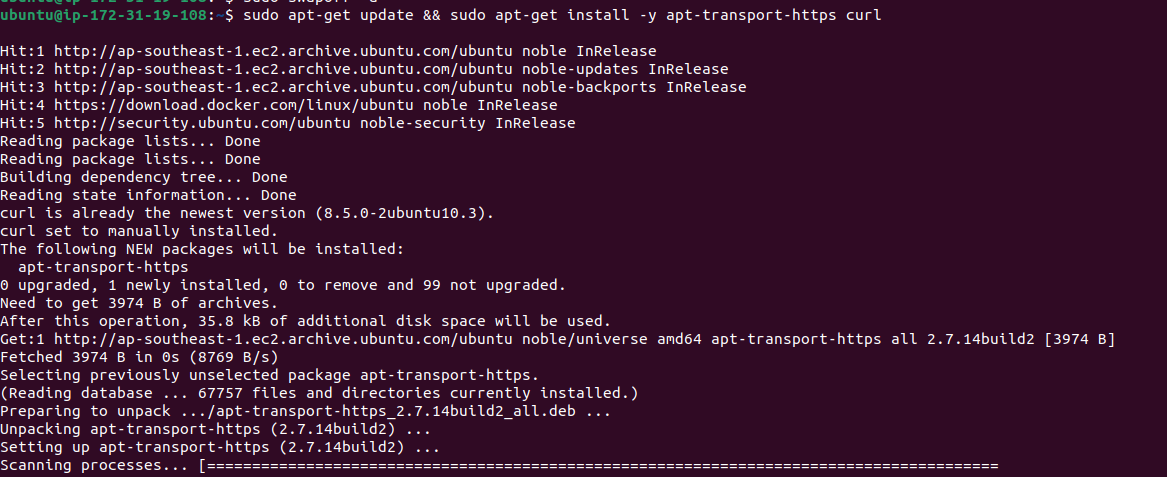 ubuntu@ip-172-31-19-108:~$ sudo apt-get update && sudo apt-get install -y apt-transport-https curl
Hit:1 http://ap-southeast-1.ec2.archive.ubuntu.com/ubuntu noble InRelease
Hit:2 http://ap-southeast-1.ec2.archive.ubuntu.com/ubuntu noble-updates InRelease
Hit:3 http://ap-southeast-1.ec2.archive.ubuntu.com/ubuntu noble-backports InRelease
Hit:4 https://download.docker.com/linux/ubuntu noble InRelease
Hit:5 http://security.ubuntu.com/ubuntu noble-security InRelease
Reading package lists... Done
Reading package lists... Done
Building dependency tree... Done
Reading state information... Done
curl is already the newest version (8.5.0-2ubuntu10.3).
curl set to manually installed.
The following NEW packages will be installed:
  apt-transport-https
0 upgraded, 1 newly installed, 0 to remove and 99 not upgraded.
Need to get 3974 B of archives.
After this operation, 35.8 kB of additional disk space will be used.
Get:1 http://ap-southeast-1.ec2.archive.ubuntu.com/ubuntu noble/universe amd64 apt-transport-https all 2.7.14build2 [3974 B]
Fetched 3974 B in 0s (8769 B/s)
Selecting previously unselected package apt-transport-https.
(Reading database ... 67757 files and directories currently installed.)
Preparing to unpack .../apt-transport-https_2.7.14build2_all.deb ...
Unpacking apt-transport-https (2.7.14build2) ...
Setting up apt-transport-https (2.7.14build2) ...
Scanning processes... [========================================================================================